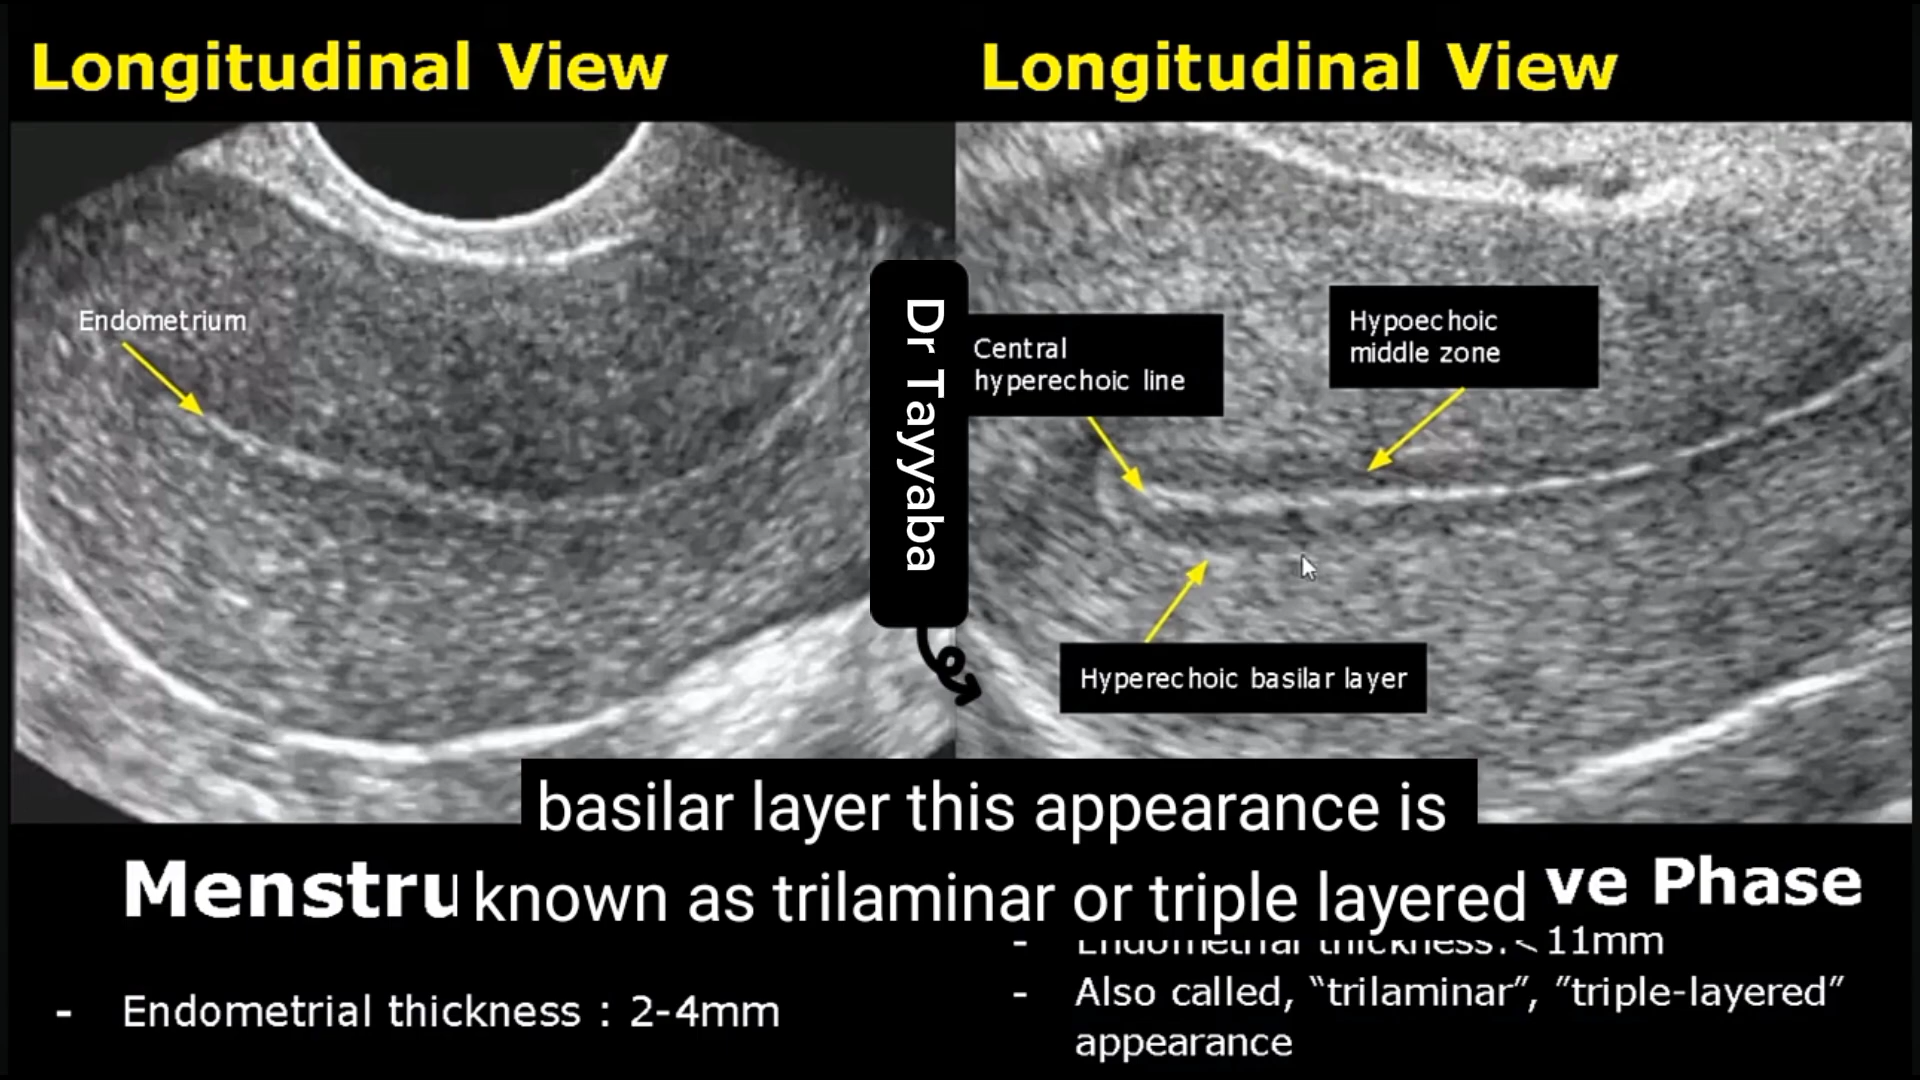 Longitudinal View
Longitudinal View
Endometrium
Dr Tayyaba
Central
hyperechoic line
Hypoechoic
middle zone
Hyperechoic basilar layer
basilar layer this appearance is
known as trilaminar or triple layered
Menstru
ve Phase
- Endometrial thickness : 2-4mm
- Endometrial thickness:< 11mm
- Also called, “trilaminar”, ”triple-layered”
appearance